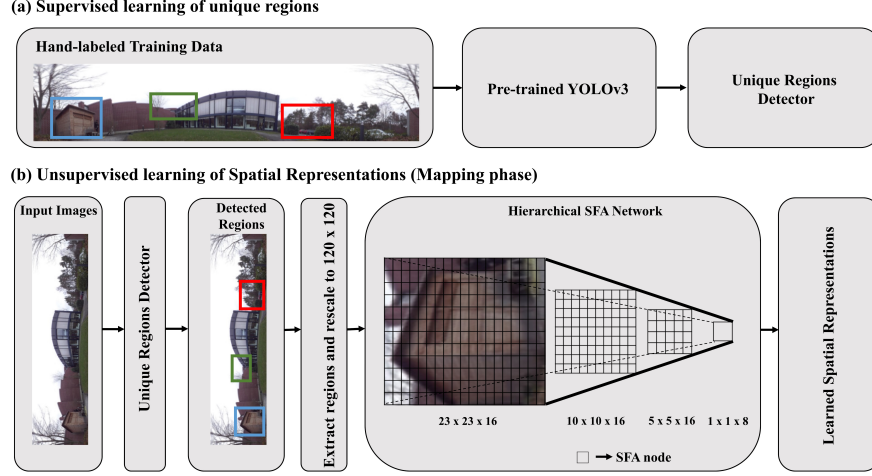 (a) Supervised learning of unique regions
Hand-labeled Training Data
Pre-trained YOLOv3
Unique Regions
Detector
(b) Unsupervised learning of Spatial Representations (Mapping phase)
Input Images
Unique Regions Detector
Detected
Regions
Extract regions and rescale to 120 x 120
Hierarchical SFA Network
23 x 23 x 16
10 x 10 x 16
5 x 5 x 16
1 x 1 x 8
SFA node
Learned Spatial Representations